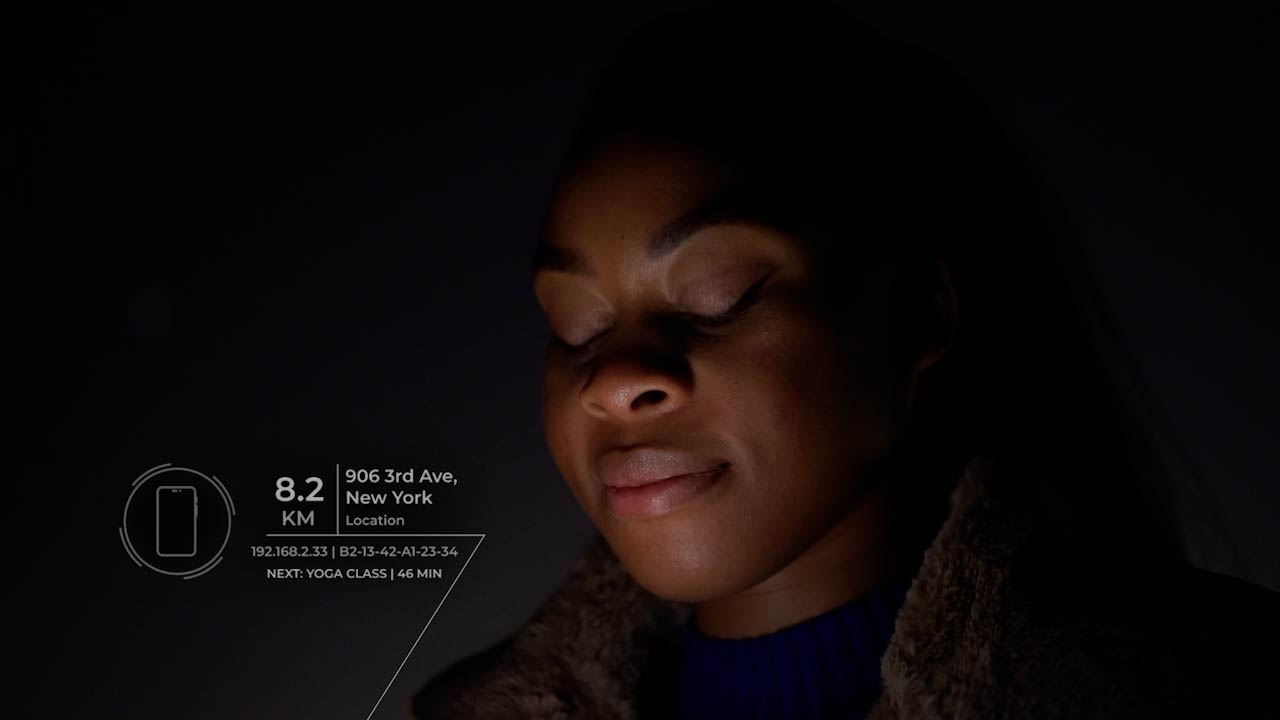 8.2
KM
906 3rd Ave,
New York
Location
192.168.2.33 | B2-13-42-A1-23-34
NEXT: YOGA CLASS | 46 MIN